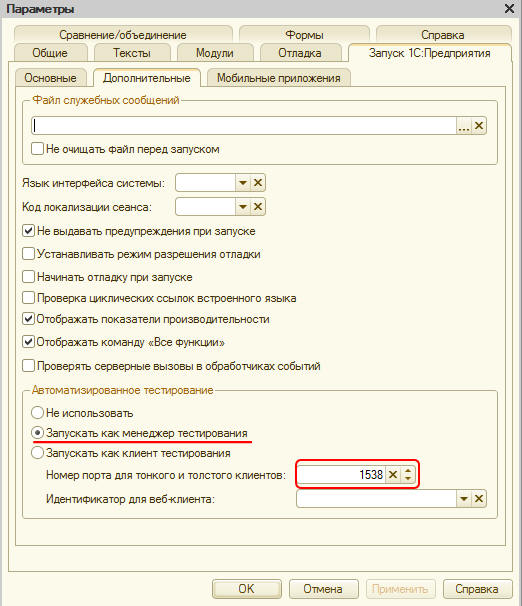 Параметры
Сравнение/объединение Формы Справка
Общие Тексты Модули Отладка Запуск 1С:Предприятия
Основные Дополнительные Мобильные приложения
Файл служебных сообщений
...
Не очищать файл перед запуском
Язык интерфейса системы:
Код локализации сеанса:
Не выдавать предупреждения при запуске
Устанавливать режим разрешения отладки
Начинать отладку при запуске
Проверка циклических ссылок встроенного языка
Отображать показатели производительности
Отображать команду «Все функции»
Проверять серверные вызовы в обработчиках событий
Автоматизированное тестирование
Не использовать
Запускать как менеджер тестирования
Запускать как клиент тестирования
Номер порта для тонкого и толстого клиентов: 1538
Идентификатор для веб-клиента:
OK Отмена Применить Справка